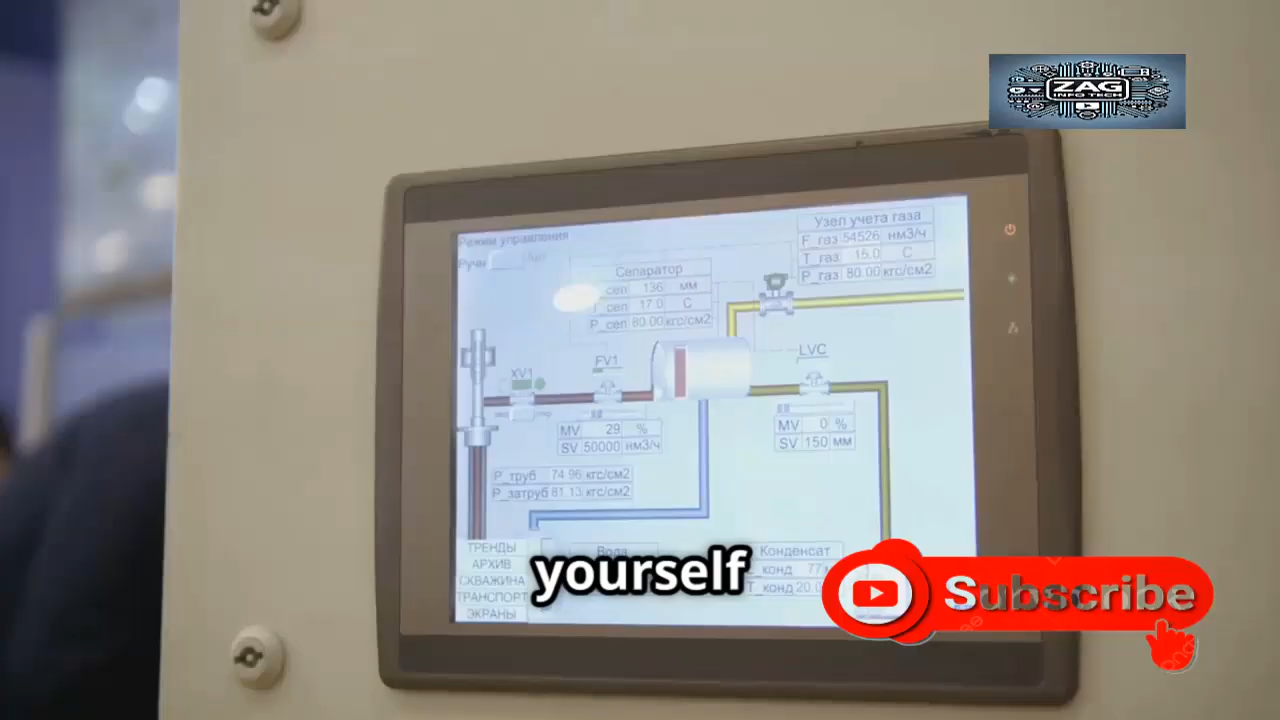 ZAG
INFO TECH
Узел учета газа
F_газ 54526 нм3/ч
T_газ 15.0 C
P_газ 80.00 кгс/см2
Режим управления
Сепаратор
сеп 136 мм
сеп 17.0 C
P_сеп 80.00 кгс/см2
XV1
FV1
LVC
MV 29 %
SV 50000 нм3/ч
MV 0 %
SV 150 мм
P_труб 74.96 кгс/см2
P_затруб 81.13 кгс/см2
ТРЕНДЫ
АРХИВ
СКВАЖИНА
ТРАНСПОРТ
ЭКРАНЫ
Вода
Конденсат
конд 77
T_конд 20.0
yourself
Subscribe